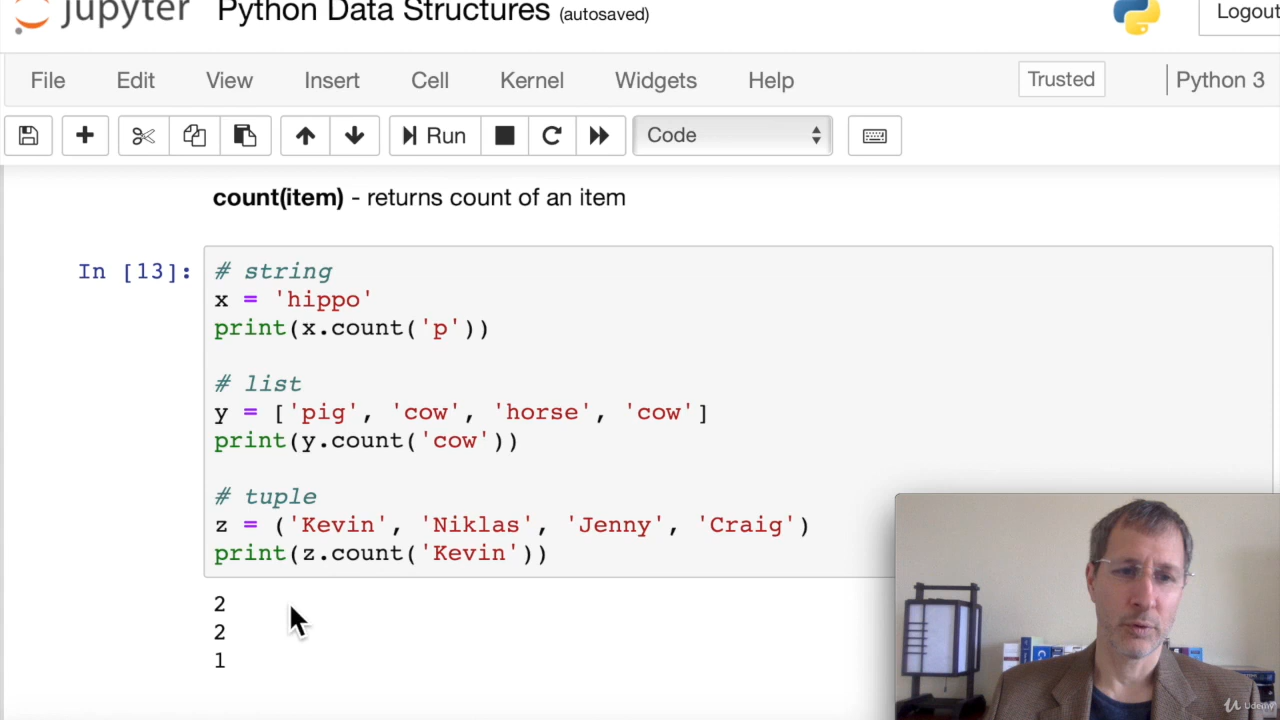 jupyter Python Data Structures (autosaved) Logout
File Edit View Insert Cell Kernel Widgets Help Trusted Python 3
Run Code
count(item) - returns count of an item
In [13]: # string
x = 'hippo'
print(x.count('p'))
# list
y = ['pig', 'cow', 'horse', 'cow']
print(y.count('cow'))
# tuple
z = ('Kevin', 'Niklas', 'Jenny', 'Craig')
print(z.count('Kevin'))
2
2
1
Udemy